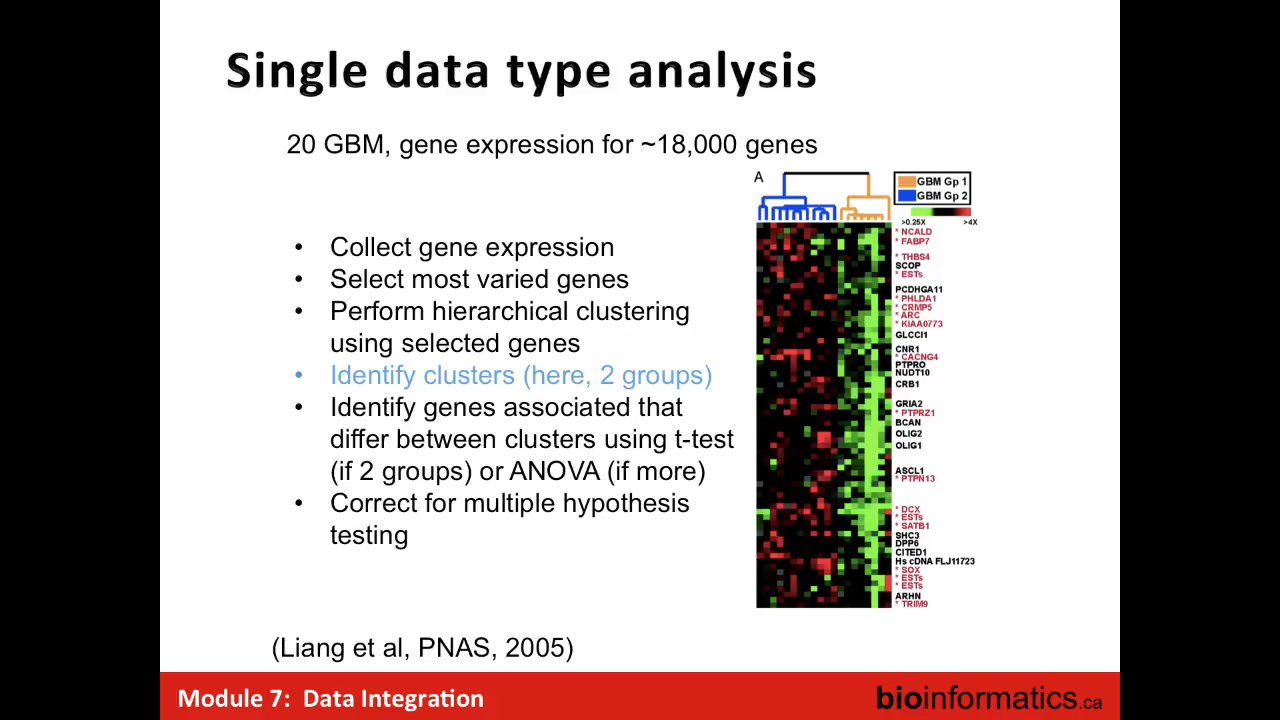 Single data type analysis
20 GBM, gene expression for ~18,000 genes
• Collect gene expression
• Select most varied genes
• Perform hierarchical clustering
using selected genes
• Identify clusters (here, 2 groups)
• Identify genes associated that
differ between clusters using t-test
(if 2 groups) or ANOVA (if more)
• Correct for multiple hypothesis
testing
A
GBM Gp 1
GBM Gp 2
>0.25X >4X
* NCALD
* FABP7
* THBS4
SCOP
* ESTs
PCDHGA11
* PHLDA1
* CRMP5
* ARC
* KIAA0773
GLCCI1
CNR1
* CACNG4
PTPRO
NUDT10
CRB1
GRIA2
* PTPRZ1
BCAN
OLIG2
OLIG1
ASCL1
* PTPN13
* DCX
* ESTs
* SATB1
SHC3
DPP6
CITED1
Hs cDNA FLJ11723
* SOX
* ESTs
* ESTs
ARHN
* TRIM9
(Liang et al, PNAS, 2005)
Module 7: Data Integration
bioinformatics.ca